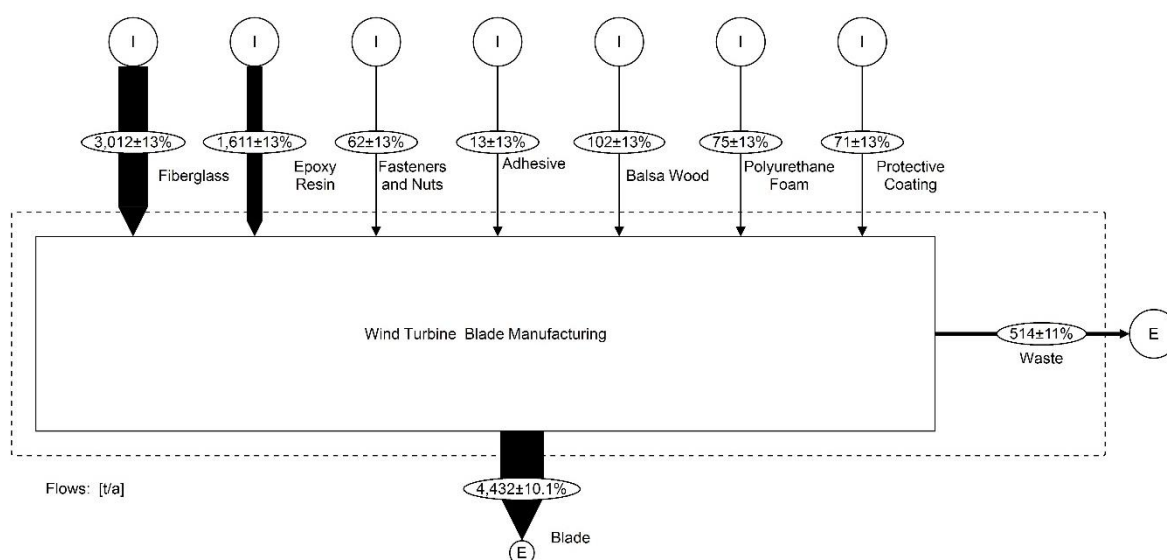 I I I I I I I
3,012±13% 1,611±13% 62±13% 13±13% 102±13% 75±13% 71±13%
Fiberglass
Epoxy
Resin
Fasteners
and Nuts
Adhesive
Balsa Wood
Polyurethane
Foam
Protective
Coating
Wind Turbine Blade Manufacturing
514±11%
E
Waste
Flows: [t/a]
4,432±10.1%
Blade
E